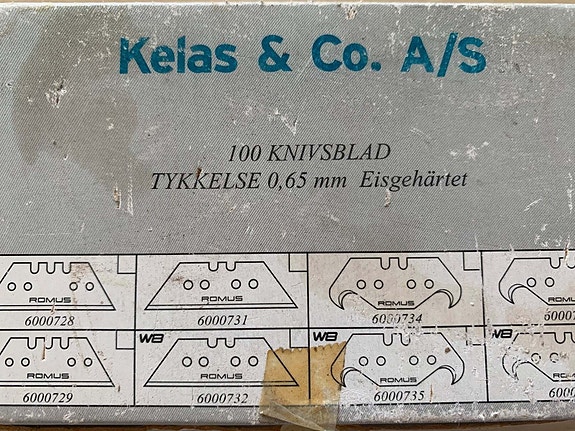 Kelas & Co. A/S
100 KNIVSBLAD
TYKKELSE 0,65 mm Eisgehärtet
ROMUS ROMUS ROMUS
6000728 6000731 6000734
WB WB WB
ROMUS ROMUS ROMUS
6000729 6000732 6000735